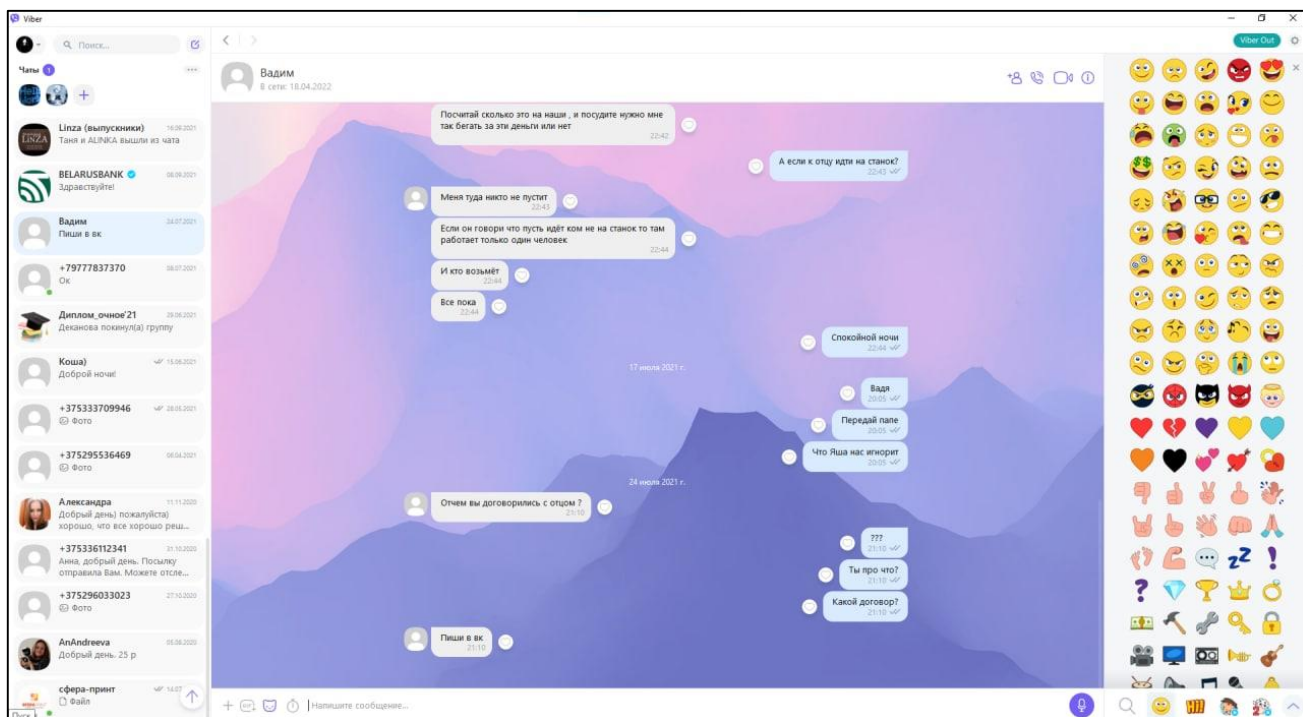 Viber
Поиск...
Viber Out
Чаты 1
Linza (выпускники) 14.09.2021
Таня и ALINKA вышли из чата
BELARUSBANK 08.09.2021
Здравствуйте!
Вадим 24.07.2021
Пиши в вк
+79777837370 08.07.2021
Ок
Диплом_очное'21 29.06.2021
Деканова покинул(а) группу
Коша) 15.06.2021
Доброй ночи!
+375333709946 28.05.2021
Фото
+375295536469 08.04.2021
Фото
Александра 11.11.2020
Добрый день) пожалуйста)
хорошо, что все хорошо реш...
+375336112341 31.10.2020
Анна, добрый день. Посылку
отправила Вам. Можете отсле...
+375296033023 27.10.2020
Фото
AnAndreeva 05.08.2020
Добрый день. 25 р
сфера-принт
Файл
Вадим
В сети: 18.04.2022
Посчитай сколько это на наши , и посудите нужно мне
так бегать за эти деньги или нет
22:42
А если к отцу идти на станок?
22:43
Меня туда никто не пустит
22:43
Если он говори что пусть идёт ком не на станок то там
работает только один человек
22:44
И кто возьмёт
22:44
Все пока
22:44
Спокойной ночи
22:44
17 июля 2021 г.
Вадя
20:05
Передай папе
20:05
Что Яша нас игнорит
20:05
24 июля 2021 г.
Отчем вы договорились с отцом ?
21:10
???
21:10
Ты про что?
21:10
Какой договор?
21:10
Пиши в вк
21:10
GIF
Напишите сообщение...